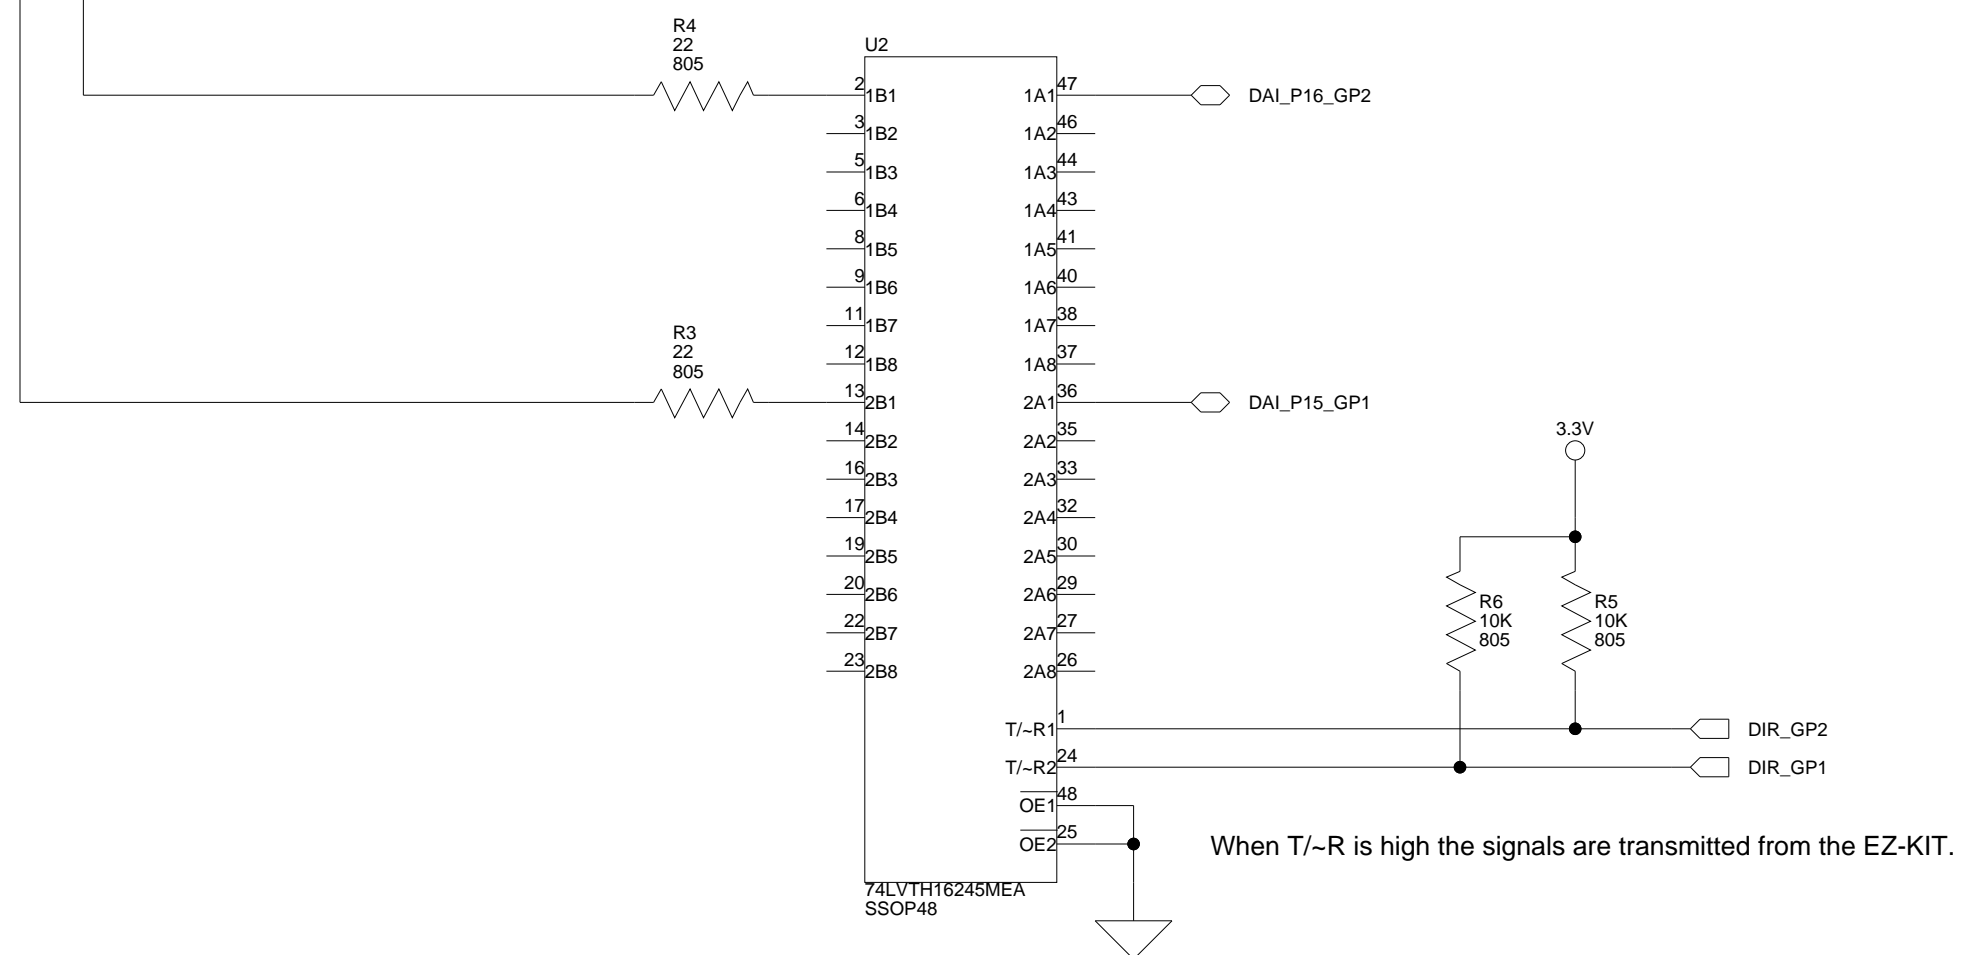 R4
22
805
U2
2 1B1 1A1 47 DAI_P16_GP2
3 1B2 1A2 46
5 1B3 1A3 44
6 1B4 1A4 43
8 1B5 1A5 41
9 1B6 1A6 40
11 1B7 1A7 38
R3
22
805
12 1B8 1A8 37
13 2B1 2A1 36 DAI_P15_GP1
14 2B2 2A2 35
3.3V
16 2B3 2A3 33
17 2B4 2A4 32
19 2B5 2A5 30
20 2B6 2A6 29
R6 R5
10K 10K
805 805
22 2B7 2A7 27
23 2B8 2A8 26
T/~R1 1 DIR_GP2
T/~R2 24 DIR_GP1
OE1 48
OE2 25
When T/~R is high the signals are transmitted from the EZ-KIT.
74LVTH16245MEA
SSOP48